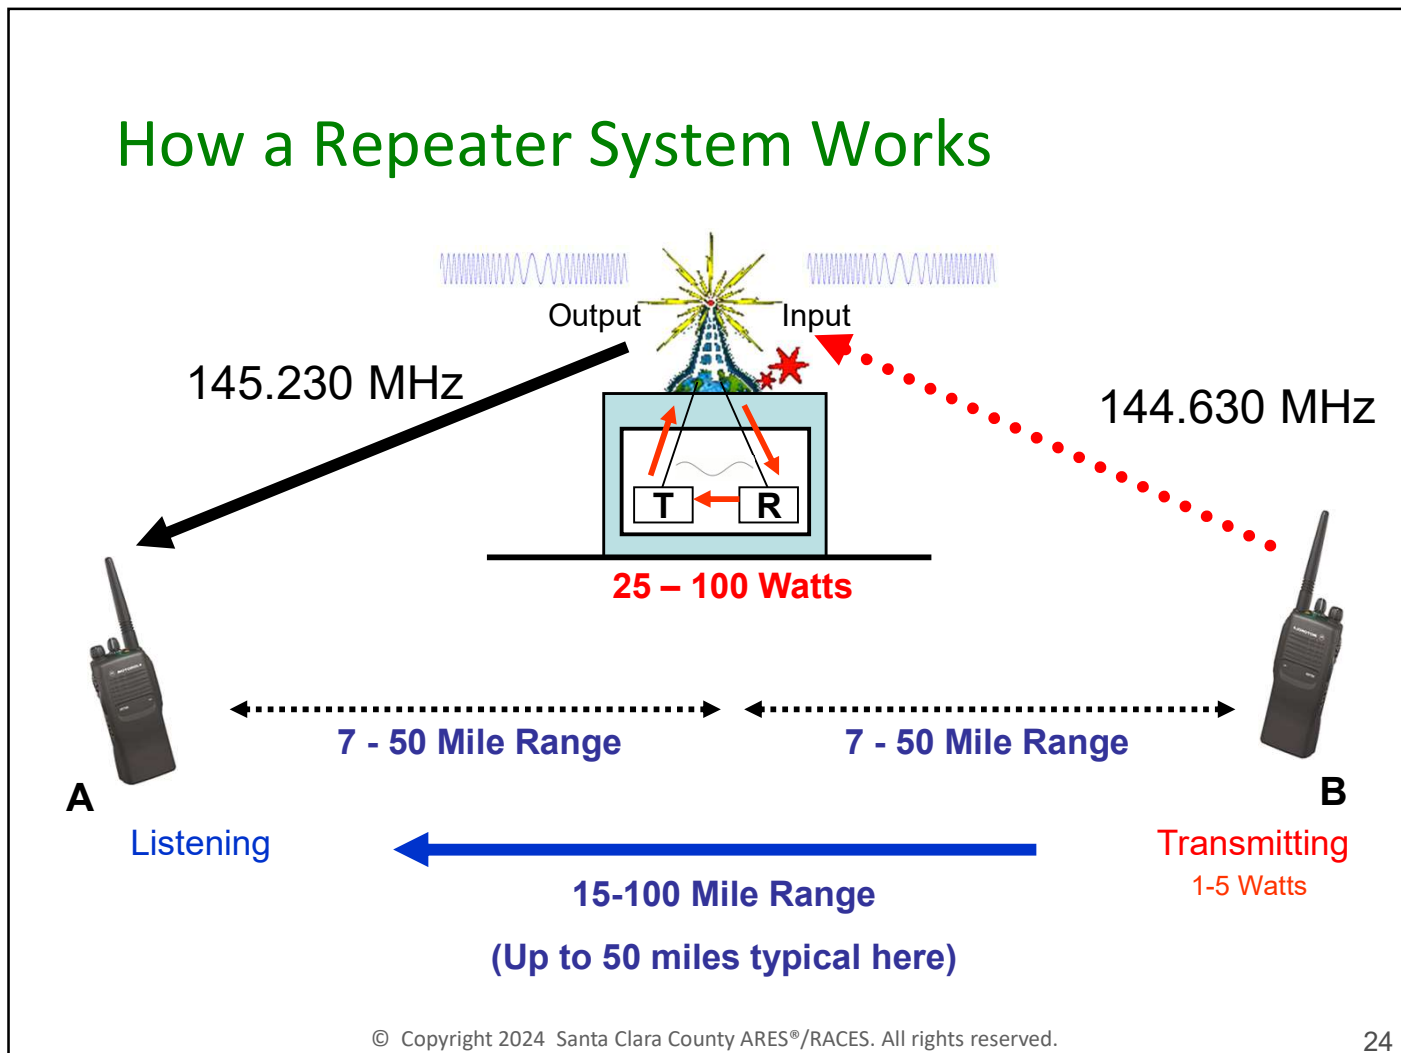 How a Repeater System Works
Output
Input
145.230 MHz
144.630 MHz
T
R
25 – 100 Watts
7 - 50 Mile Range
7 - 50 Mile Range
A
B
Listening
Transmitting
1-5 Watts
15-100 Mile Range
(Up to 50 miles typical here)
© Copyright 2024 Santa Clara County ARES®/RACES. All rights reserved.
24